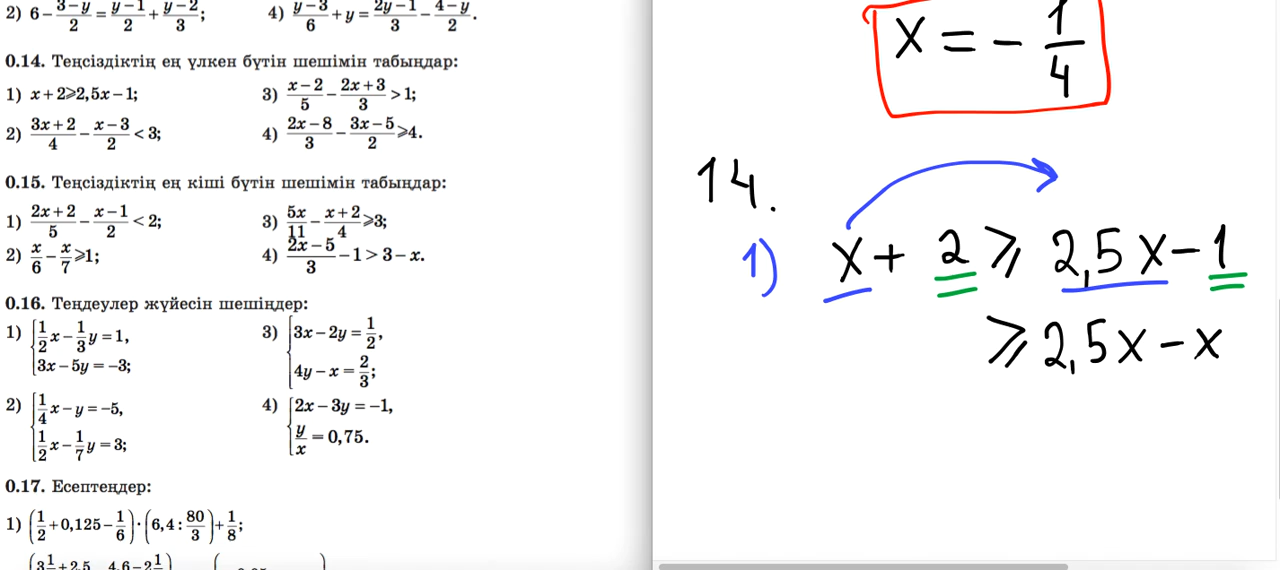 2) 6 − (3−y)/2 = (y−1)/2 + (y−2)/3;
4) (y−3)/6 + y = (2y−1)/3 − (4−y)/2.
0.14. Теңсіздіктің ең үлкен бүтін шешімін табыңдар:
1) x + 2 ⩾ 2,5x − 1;
3) (x−2)/5 − (2x+3)/3 > 1;
2) (3x+2)/4 − (x−3)/2 < 3;
4) (2x−8)/3 − (3x−5)/2 ⩾ 4.
0.15. Теңсіздіктің ең кіші бүтін шешімін табыңдар:
1) (2x+2)/5 − (x−1)/2 < 2;
3) 5x/11 − (x+2)/4 ⩾ 3;
2) x/6 − x/7 ⩾ 1;
4) (2x−5)/3 − 1 > 3 − x.
0.16. Теңдеулер жүйесін шешіңдер:
1) { 1/2 x − 1/3 y = 1,
3x − 5y = −3;
3) { 3x − 2y = 1/2,
4y − x = 2/3;
2) { 1/4 x − y = −5,
1/2 x − 1/7 y = 3;
4) { 2x − 3y = −1,
y/x = 0,75.
0.17. Есептеңдер:
1) (1/2 + 0,125 − 1/6) · (6,4 : 80/3) + 1/8;
x = − 1/4
14.
1) x + 2 ⩾ 2,5x − 1
⩾ 2,5x − x